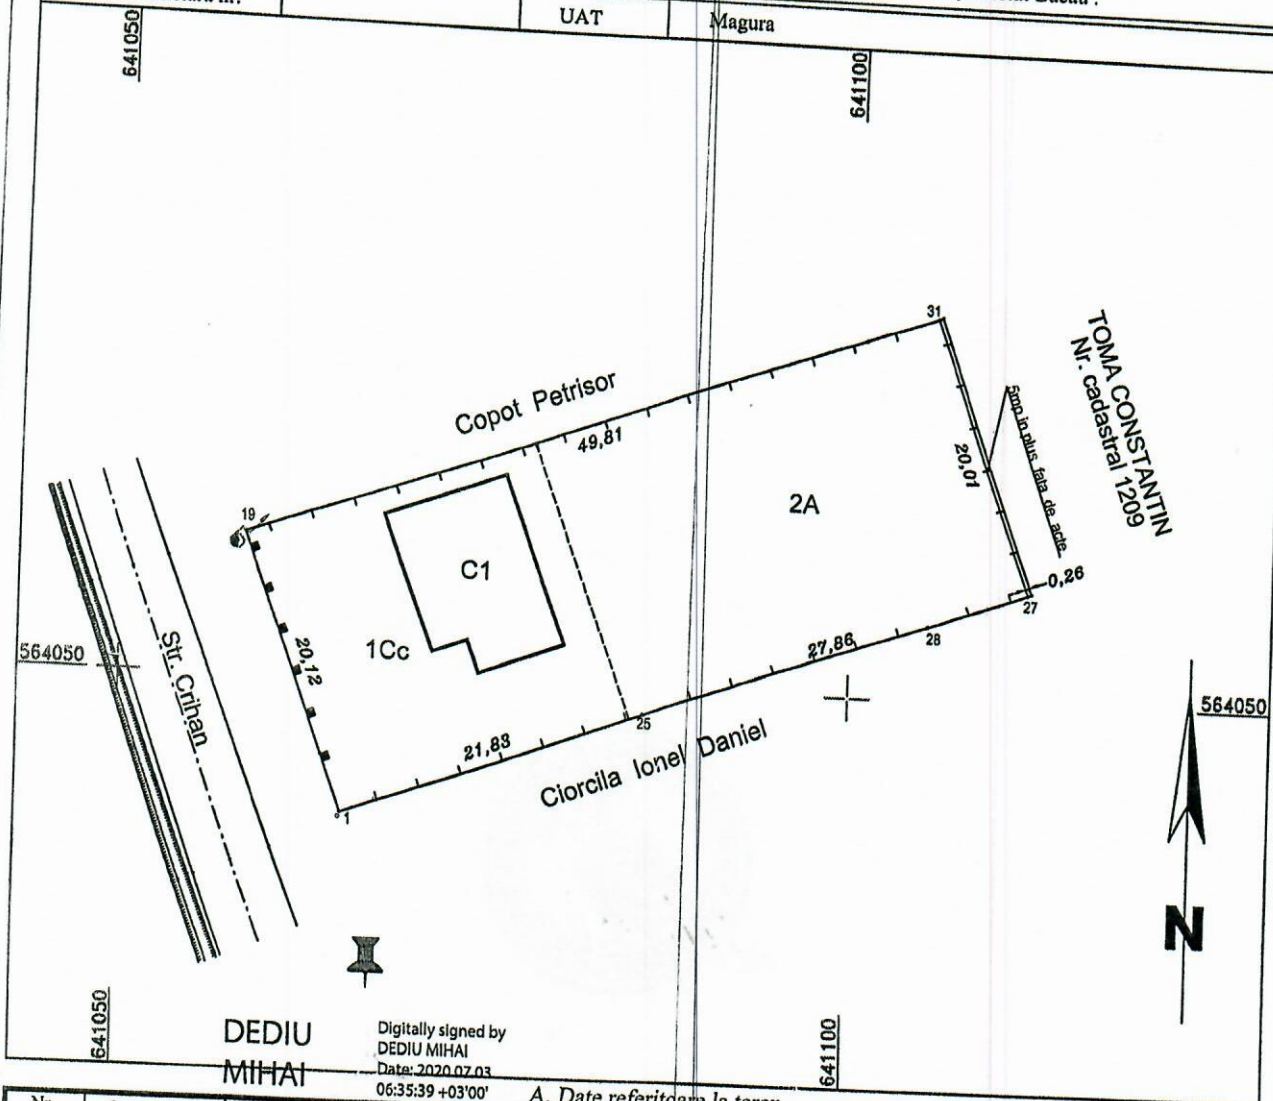 UAT
Magura
641050
641100
31
TOMA CONSTANTIN
Nr. cadastral 1209
Copot Petrisor
49,81
5mp in plus fata de acte
20,01
2A
19
C1
0,26
27
28
27,86
Str. Crihan
20,12
1Cc
564050
564050
25
21,83
Ciorcila Ionel Daniel
1
N
641050
641100
DEDIU
MIHAI
Digitally signed by
DEDIU MIHAI
Date: 2020.07.03
06:35:39 +03'00'
A. Date referitoare la teren
Nr.